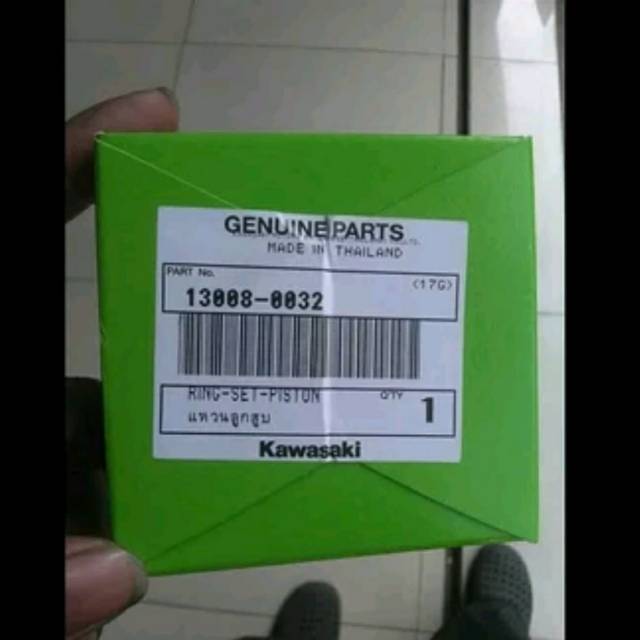 GENUINE PARTS
MADE IN THAILAND
PART No.
(17G)
13008-0032
RING-SET-PISTON
Q'TY
1
แหวนลูกสูบ
Kawasaki